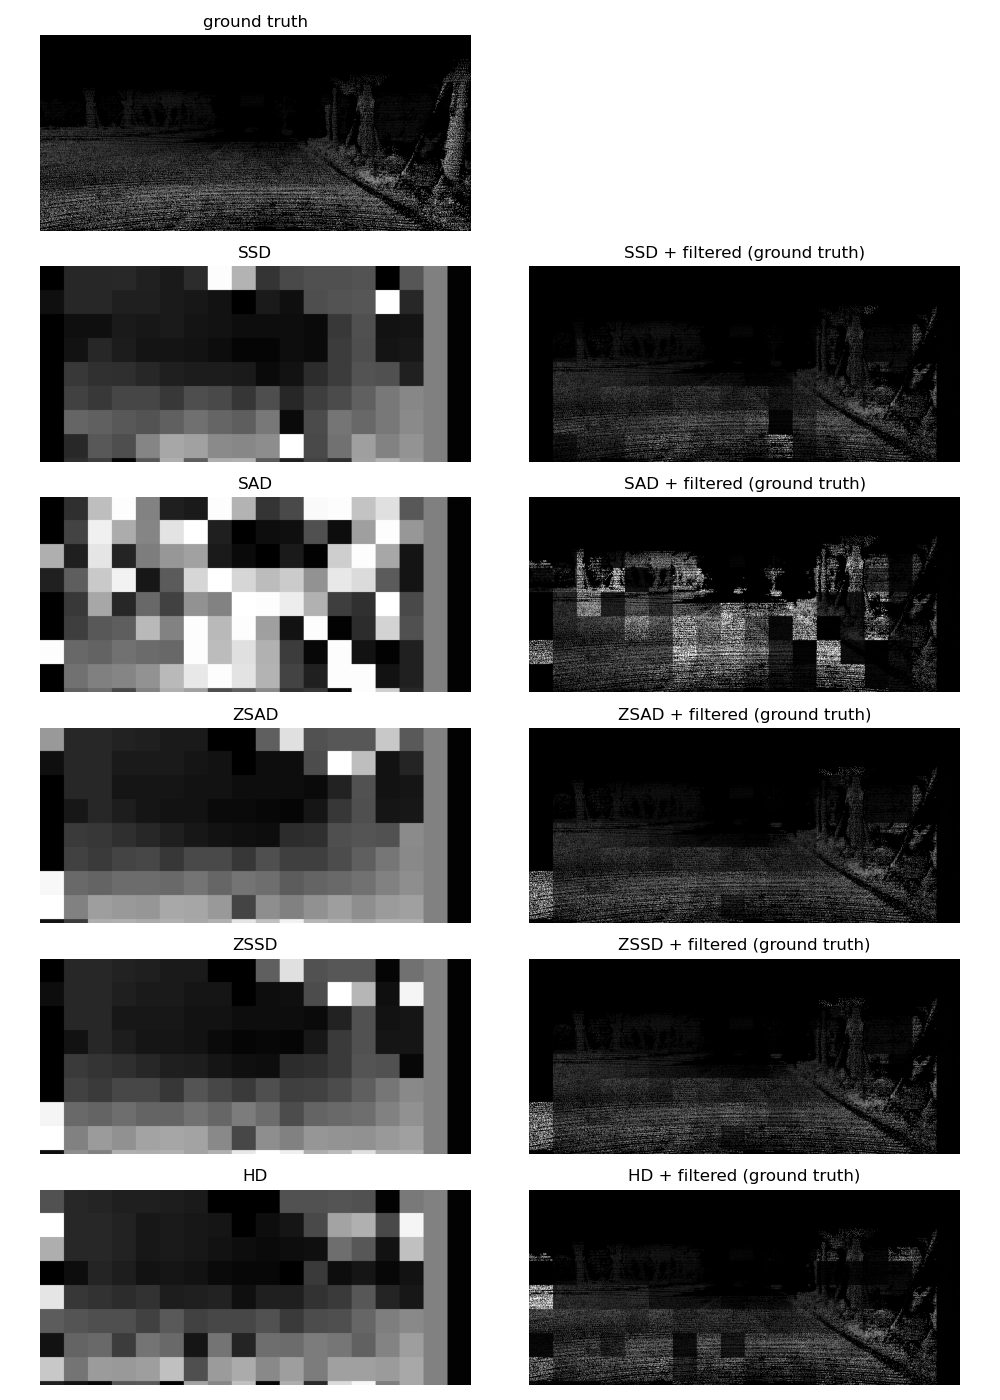 ground truth
SSD
SSD + filtered (ground truth)
SAD
SAD + filtered (ground truth)
ZSAD
ZSAD + filtered (ground truth)
ZSSD
ZSSD + filtered (ground truth)
HD
HD + filtered (ground truth)